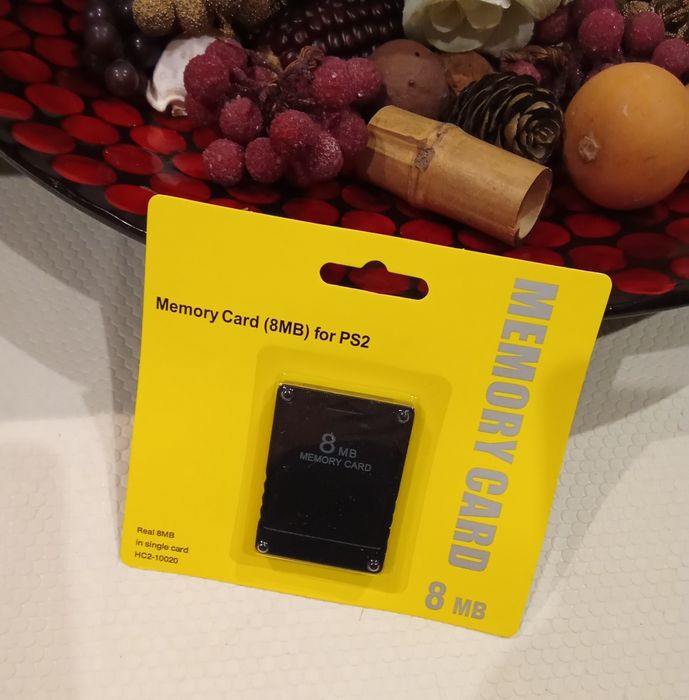 Memory Card (8MB) for PS2
MEMORY CARD
8 MB
8 MB
MEMORY CARD
Real 8MB
in single card
HC2-10020